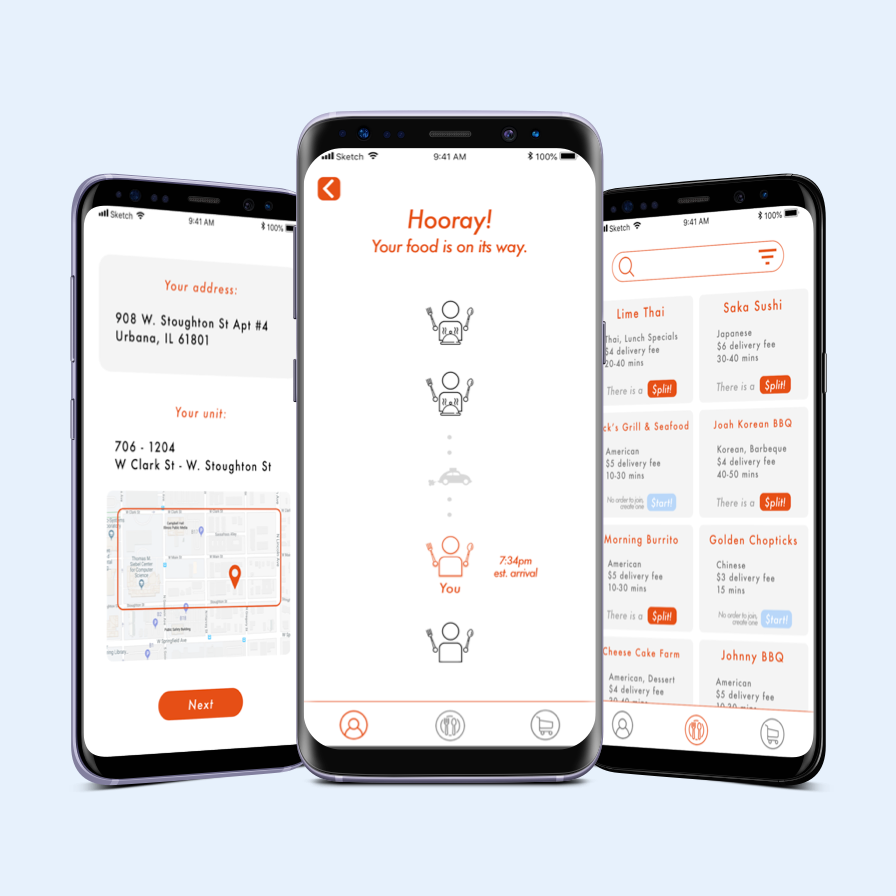 Sketch
9:41 AM
100%
Your address:
908 W. Stoughton St Apt #4
Urbana, IL 61801
Your unit:
706 - 1204
W Clark St - W. Stoughton St
Thomas M.
Siebel Center
for Computer
Science
W Springfield Ave
Next
Sketch
9:41 AM
100%
Hooray!
Your food is on its way.
7:34pm
est. arrival
You
Sketch
9:41 AM
100%
Lime Thai
Thai, Lunch Specials
$4 delivery fee
20-40 mins
There is a Split!
Saka Sushi
Japanese
$6 delivery fee
30-40 mins
There is a Split!
ck's Grill & Seafood
American
$5 delivery fee
10-30 mins
No order to join,
create one Start!
Joah Korean BBQ
Korean, Barbeque
$4 delivery fee
40-50 mins
There is a Split!
Morning Burrito
American
$5 delivery fee
10-30 mins
There is a Split!
Golden Chopticks
Chinese
$3 delivery fee
15 mins
No order to join,
create one Start!
Cheese Cake Farm
American, Dessert
$4 delivery fee
Johnny BBQ
American
$5 delivery fee